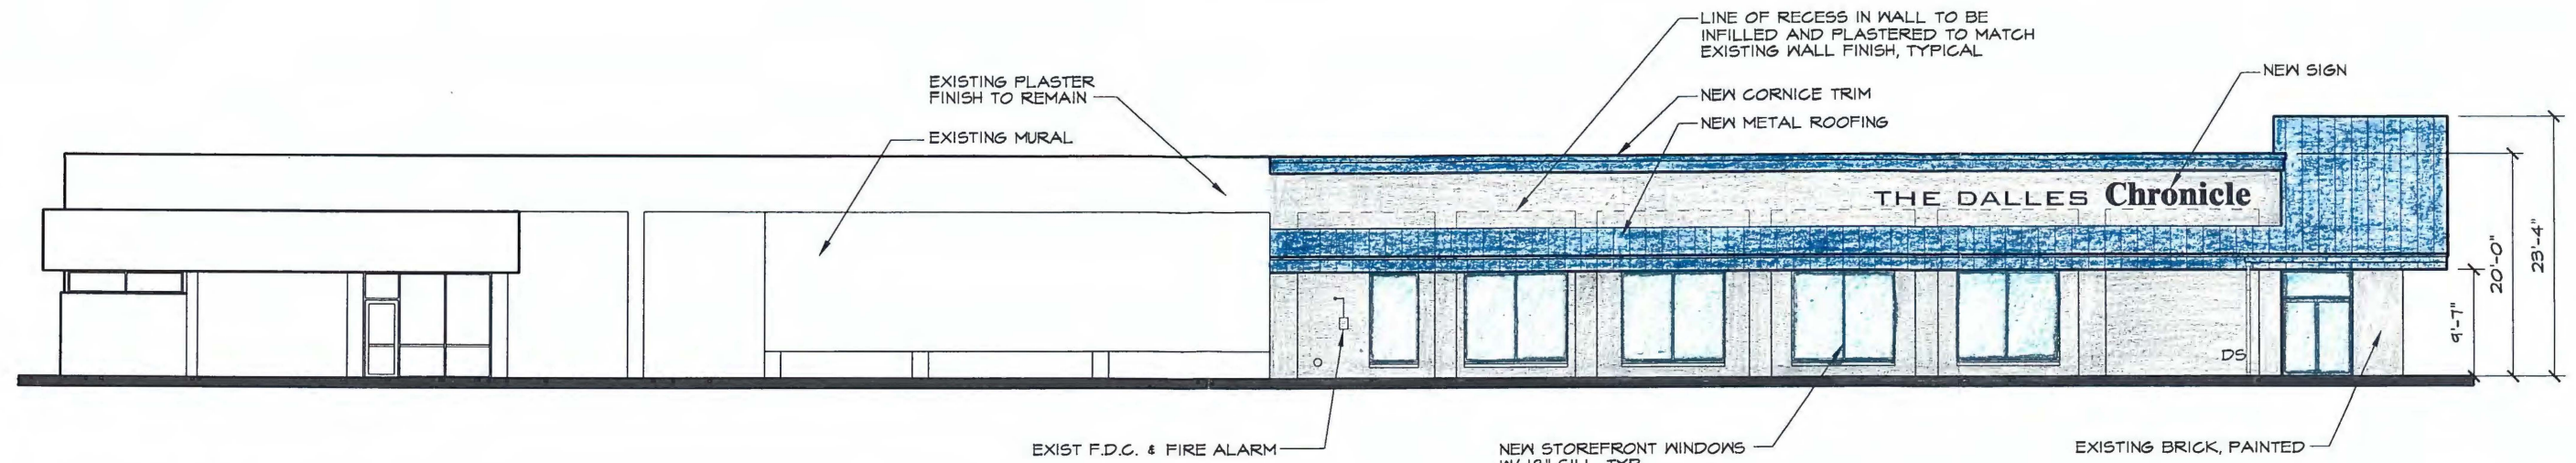 LINE OF RECESS IN WALL TO BE
INFILLED AND PLASTERED TO MATCH
EXISTING WALL FINISH, TYPICAL
NEW SIGN
EXISTING PLASTER
FINISH TO REMAIN
NEW CORNICE TRIM
NEW METAL ROOFING
EXISTING MURAL
THE DALLES Chronicle
9'-7"
20'-0"
23'-4"
DS
EXIST F.D.C. & FIRE ALARM
NEW STOREFRONT WINDOWS
EXISTING BRICK, PAINTED